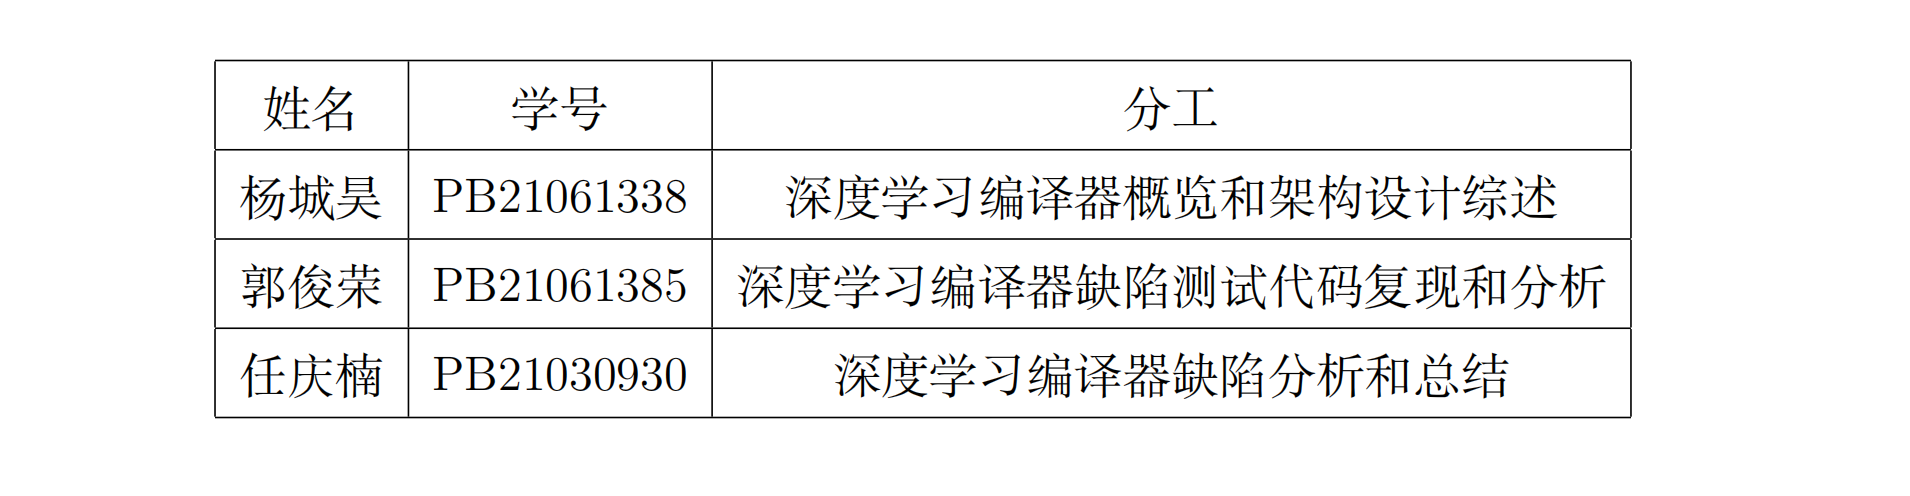 姓名 学号 分工
杨城昊 PB21061338 深度学习编译器概览和架构设计综述
郭俊荣 PB21061385 深度学习编译器缺陷测试代码复现和分析
任庆楠 PB21030930 深度学习编译器缺陷分析和总结